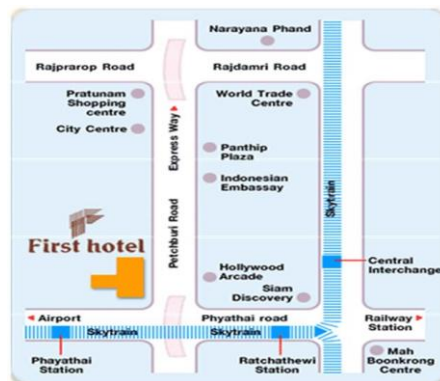 Narayana Phand
Rajprarop Road
Rajdamri Road
Pratunam
Shopping
centre
World Trade
Centre
City Centre
Express Way
Panthip
Plaza
Indonesian
Embassay
Skytrain
Petchburi Road
First hotel
Central
Interchange
Hollywood
Arcade
Siam
Discovery
Airport
Phyathai road
Railway
Station
Skytrain
Skytrain
Phayathai
Station
Ratchathewi
Station
Mah
Boonkrong
Centre